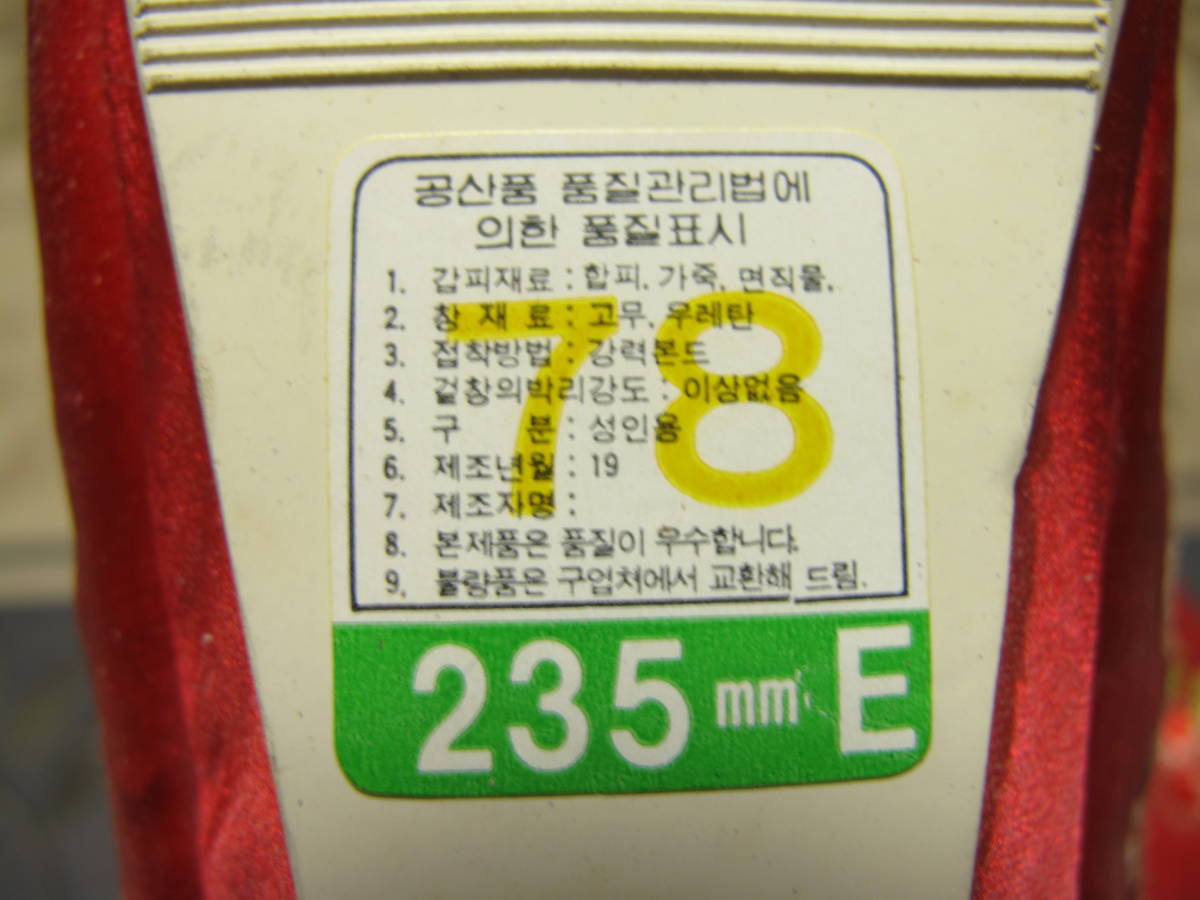 공산품 품질관리법에
의한 품질표시
1. 갑피재료 : 합피, 가죽, 면직물,
2. 창 재 료 : 고무, 우레탄
3. 접착방법 : 강력본드
4. 겉창의박리강도 : 이상없음
5. 구 분 : 성인용
6. 제조년월 : 19
7. 제조자명 :
8. 본제품은 품질이 우수합니다.
9. 불량품은 구입처에서 교환해 드림.
78
235 mm E